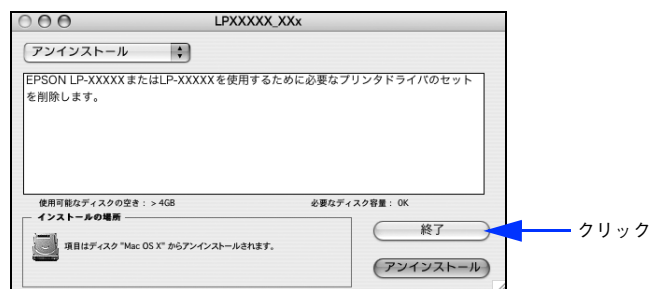 LPXXXXX_XXx
アンインストール
EPSON LP-XXXXXまたはLP-XXXXXを使用するために必要なプリンタドライバのセット
を削除します。
使用可能なディスクの空き： > 4GB
必要なディスク容量： 0K
インストールの場所
項目はディスク "Mac OS X" からアンインストールされます。
終了
クリック
アンインストール